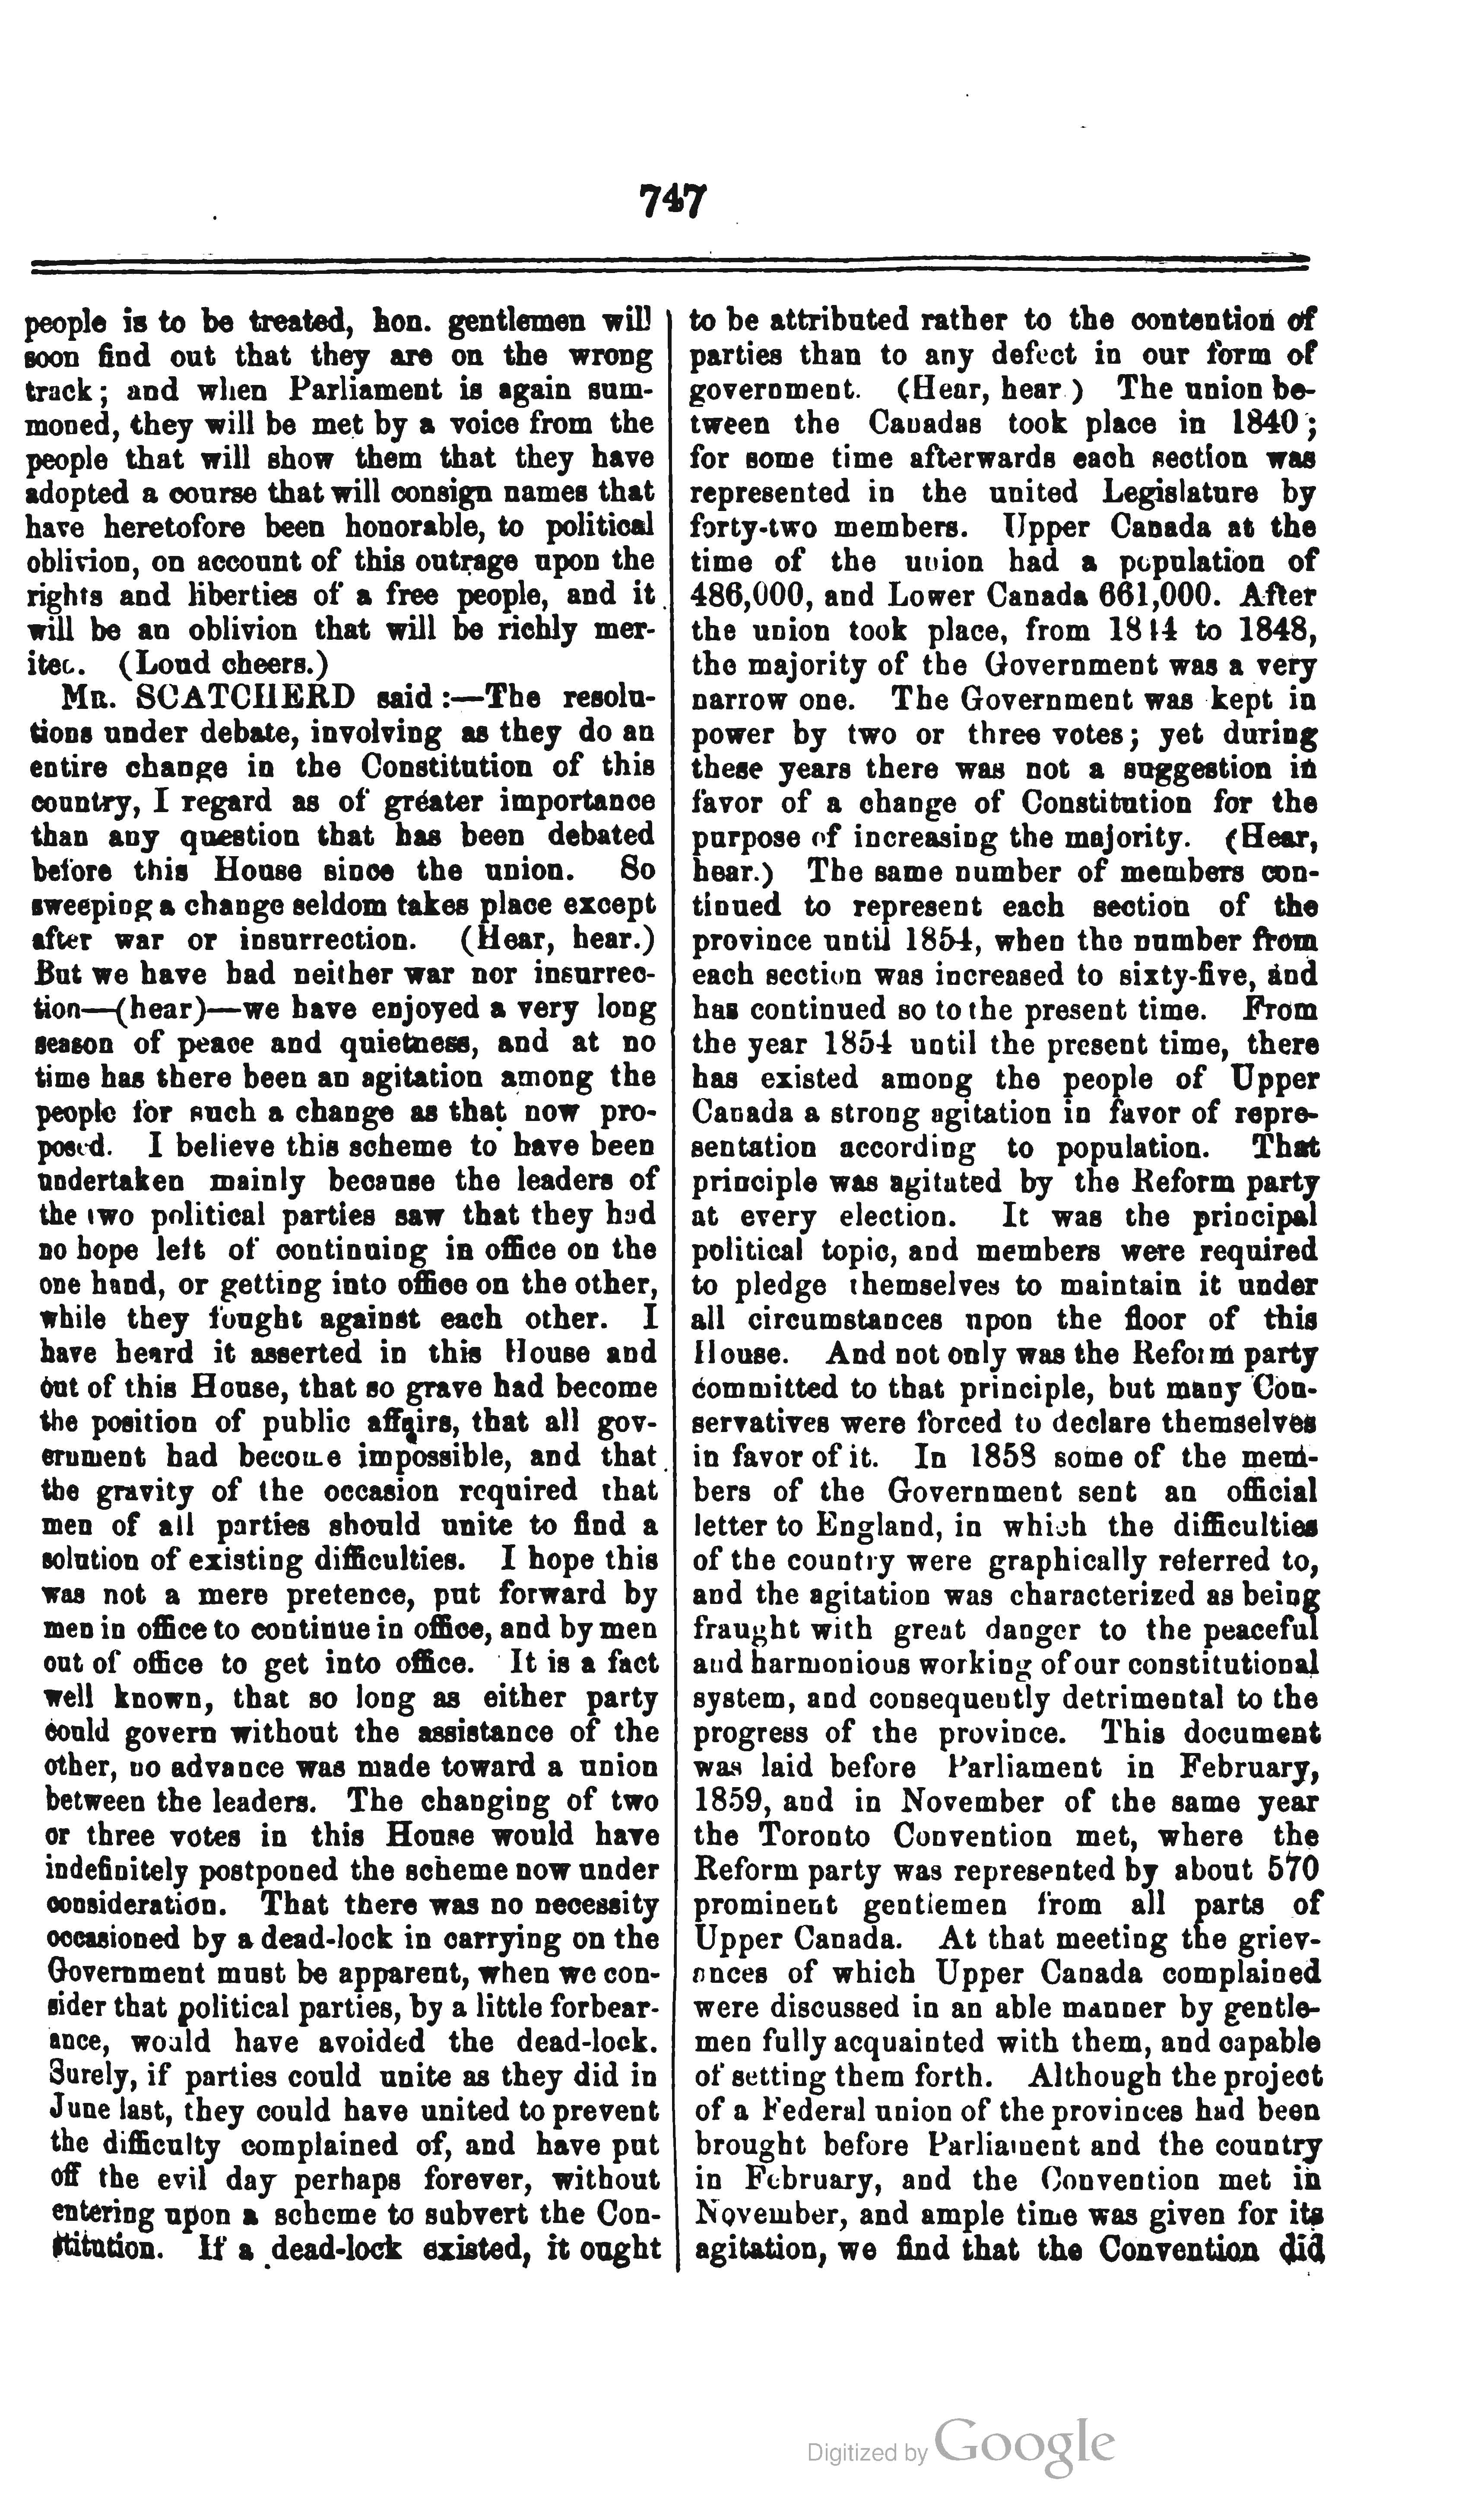 747
people is to be treated, hon. gentlemen will
soon find out that they are on the wrong
track; and when Parliament is again sum-
moned, they will be met by a voice from the
people that will show them that they have
adopted a course that will consign names that
have heretofore been honorable, to political
oblivion, on account of this outrage upon the
rights and liberties of a free people, and it
will be an oblivion that will be richly mer-
ited. (Loud cheers.)
MR. SCATCHERD said:—The resolu-
tions under debate, involving as they do an
entire change in the Constitution of this
country, I regard as of greater importance
than any question that has been debated
before this House since the union. So
sweeping a change seldom takes place except
after war or insurrection. (Hear, hear.)
But we have had neither war nor insurrec-
tion—(hear)—we have enjoyed a very long
season of peace and quietness, and at no
time has there been an agitation among the
people for such a change as that now pro-
posed. I believe this scheme to have been
undertaken mainly because the leaders of
the two political parties saw that they had
no hope left of continuing in office on the
one hand, or getting into office on the other,
while they fought against each other. I
have heard it asserted in this House and
out of this House, that so grave had become
the position of public affairs, that all gov-
ernment had become impossible, and that
the gravity of the occasion required that
men of all parties should unite to find a
solution of existing difficulties. I hope this
was not a mere pretence, put forward by
men in office to continue in office, and by men
out of office to get into office. It is a fact
well known, that so long as either party
could govern without the assistance of the
other, no advance was made toward a union
between the leaders. The changing of two
or three votes in this House would have
indefinitely postponed the scheme now under
consideration. That there was no necessity
occasioned by a dead-lock in carrying on the
Government must be apparent, when we con-
sider that political parties, by a little forbear-
ance, would have avoided the dead-lock.
Surely, if parties could unite as they did in
June last, they could have united to prevent
the difficulty complained of, and have put
off the evil day perhaps forever, without
entering upon a scheme to subvert the Con-
stitution. If a dead-lock existed, it ought
to be attributed rather to the contention of
parties than to any defect in our form of
government. (Hear, hear.) The union be-
tween the Canadas took place in 1840;
for some time afterwards each section was
represented in the united Legislature by
forty-two members. Upper Canada at the
time of the union had a population of
486,000, and Lower Canada 661,000. After
the union took place, from 1844 to 1848,
the majority of the Government was a very
narrow one. The Government was kept in
power by two or three votes; yet during
these years there was not a suggestion in
favor of a change of Constitution for the
purpose of increasing the majority. (Hear,
hear.) The same number of members con-
tinued to represent each section of the
province until 1854, when the number from
each section was increased to sixty-five, and
has continued so to the present time. From
the year 1854 until the present time, there
has existed among the people of Upper
Canada a strong agitation in favor of repre-
sentation according to population. That
principle was agitated by the Reform party
at every election. It was the principal
political topic, and members were required
to pledge themselves to maintain it under
all circumstances upon the floor of this
House. And not only was the Reform party
committed to that principle, but many Con-
servatives were forced to declare themselves
in favor of it. In 1858 some of the mem-
bers of the Government sent an official
letter to England, in which the difficulties
of the country were graphically referred to,
and the agitation was characterized as being
fraught with great danger to the peaceful
and harmonious working of our constitutional
system, and consequently detrimental to the
progress of the province. This document
was laid before Parliament in February,
1859, and in November of the same year
the Toronto Convention met, where the
Reform party was represented by about 570
prominent gentlemen from all parts of
Upper Canada. At that meeting the griev-
ances of which Upper Canada complained
were discussed in an able manner by gentle-
men fully acquainted with them, and capable
of setting them forth. Although the project
of a Federal union of the provinces had been
brought before Parliament and the country
in February, and the Convention met in
November, and ample time was given for its
agitation, we find that the Convention did
Digitized by Google